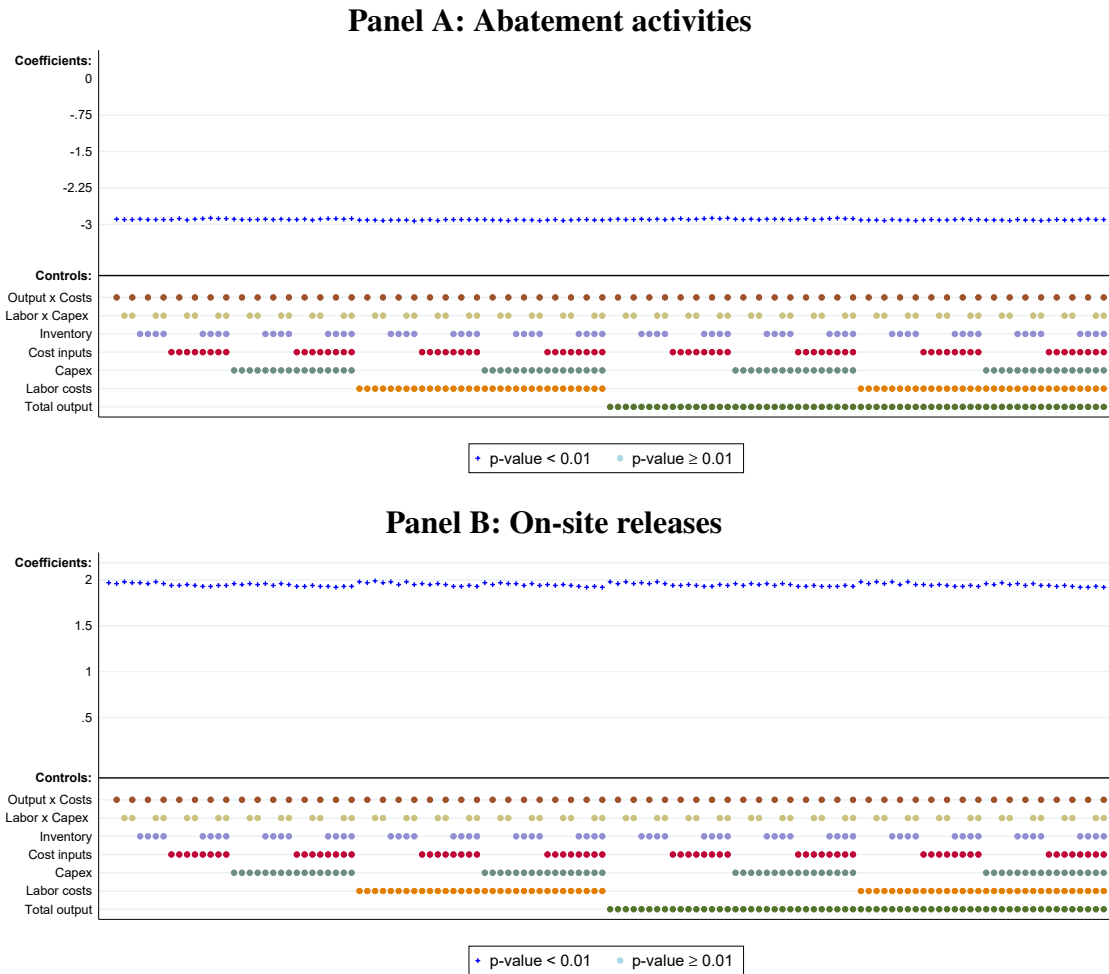 Panel A: Abatement activities
Coefficients:
0
-.75
-1.5
-2.25
-3
Controls:
Output x Costs
Labor x Capex
Inventory
Cost inputs
Capex
Labor costs
Total output
p-value < 0.01 p-value ≥ 0.01
Panel B: On-site releases
Coefficients:
2
1.5
1
.5
Controls:
Output x Costs
Labor x Capex
Inventory
Cost inputs
Capex
Labor costs
Total output
p-value < 0.01 p-value ≥ 0.01